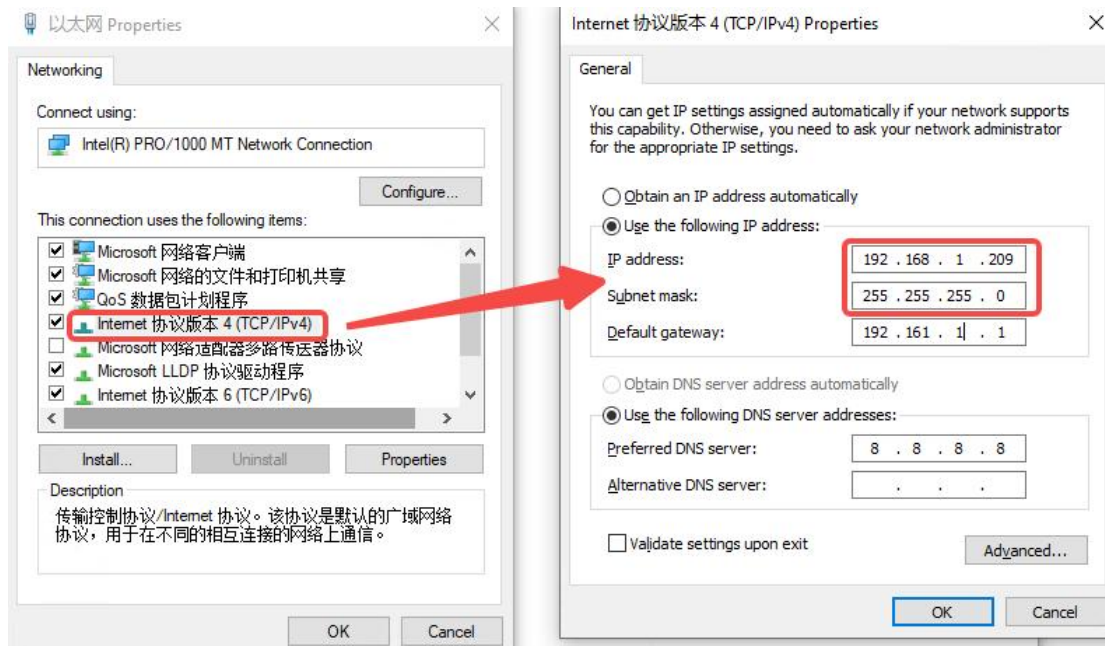 以太网 Properties
Networking
Connect using:
Intel(R) PRO/1000 MT Network Connection
Configure...
This connection uses the following items:
Microsoft 网络客户端
Microsoft 网络的文件和打印机共享
QoS 数据包计划程序
Internet 协议版本 4 (TCP/IPv4)
Microsoft 网络适配器多路传送器协议
Microsoft LLDP 协议驱动程序
Internet 协议版本 6 (TCP/IPv6)
Install...
Uninstall
Properties
Description
传输控制协议/Internet 协议。该协议是默认的广域网络
协议，用于在不同的相互连接的网络上通信。
OK
Cancel
Internet 协议版本 4 (TCP/IPv4) Properties
General
You can get IP settings assigned automatically if your network supports
this capability. Otherwise, you need to ask your network administrator
for the appropriate IP settings.
Obtain an IP address automatically
Use the following IP address:
IP address: 192 . 168 . 1 . 209
Subnet mask: 255 . 255 . 255 . 0
Default gateway: 192 . 161 . 1 . 1
Obtain DNS server address automatically
Use the following DNS server addresses:
Preferred DNS server: 8 . 8 . 8 . 8
Alternative DNS server: . . .
Validate settings upon exit
Advanced...
OK
Cancel